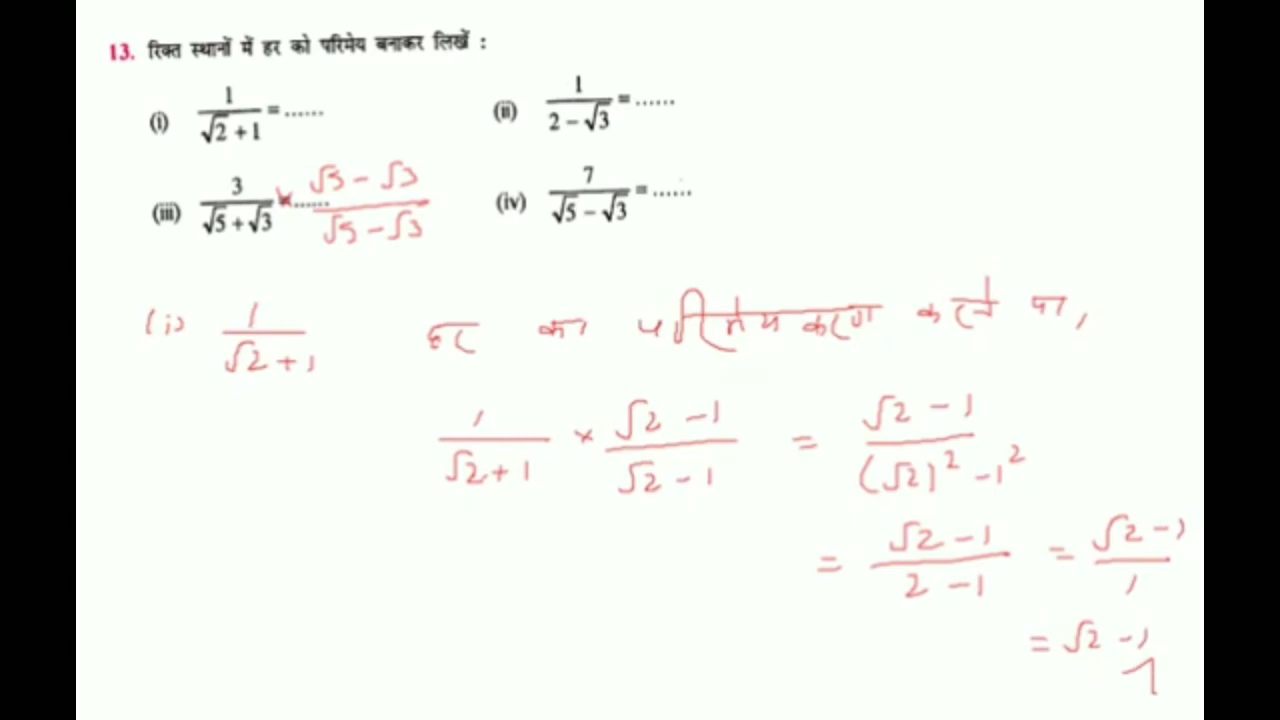 13. रिक्त स्थानों में हर को परिमेय बनाकर लिखें :
(i) 1/(√2 + 1) = ...... (ii) 1/(2 − √3) = ......
(iii) 3/(√5 + √3) × ...... (√5 − √3)/(√5 − √3) (iv) 7/(√5 − √3) = ......
(i) 1/(√2 + 1) हर का परिमेयकरण करने पर,
1/(√2 + 1) × (√2 − 1)/(√2 − 1) = (√2 − 1)/((√2)² − 1²)
= (√2 − 1)/(2 − 1) = (√2 − 1)/1
= √2 − 1